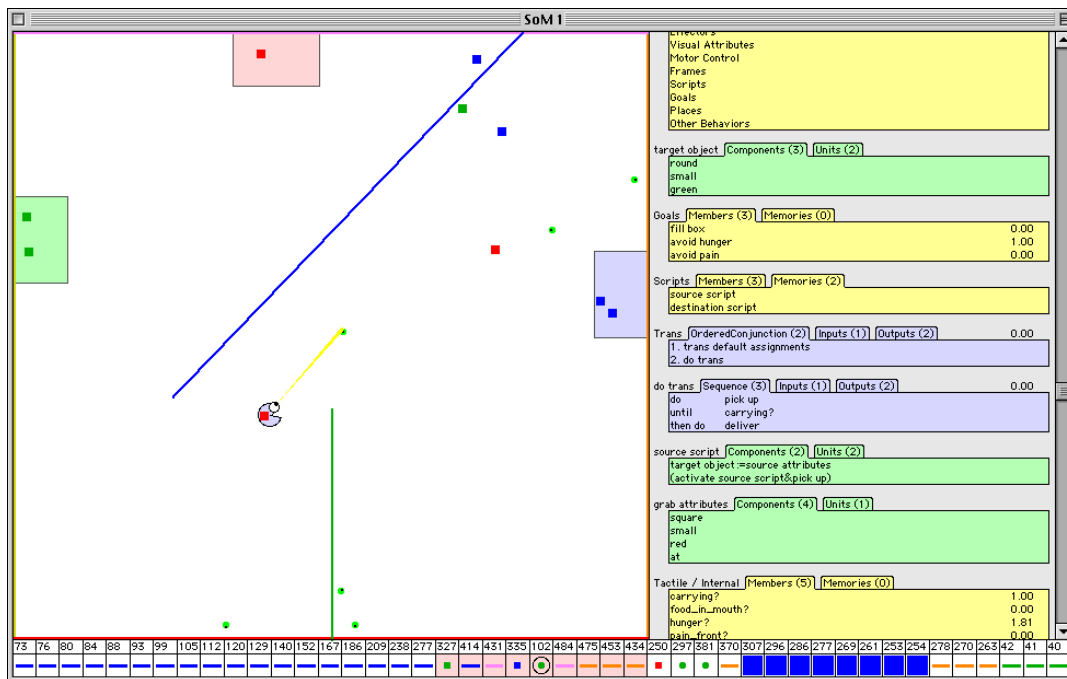 SoM 1
Effectors
Visual Attributes
Motor Control
Frames
Scripts
Goals
Places
Other Behaviors
target object Components (3) Units (2)
round
small
green
Goals Members (3) Memories (0)
fill box 0.00
avoid hunger 1.00
avoid pain 0.00
Scripts Members (3) Memories (2)
source script
destination script
Trans OrderedConjunction (2) Inputs (1) Outputs (2) 0.00
1. trans default assignments
2. do trans
do trans Sequence (3) Inputs (1) Outputs (2) 0.00
do pick up
until carrying?
then do deliver
source script Components (2) Units (2)
target object:=source attributes
(activate source script&pick up)
grab attributes Components (4) Units (1)
square
small
red
at
Tactile / Internal Members (5) Memories (0)
carrying? 1.00
food_in_mouth? 0.00
hunger? 1.81
pain_front? 0.00
73 76 80 84 88 93 99 105 112 120 129 140 152 167 186 209 238 277 327 414 431 335 102 484 475 453 434 250 297 381 370 307 296 286 277 269 261 253 254 278 270 263 42 41 40